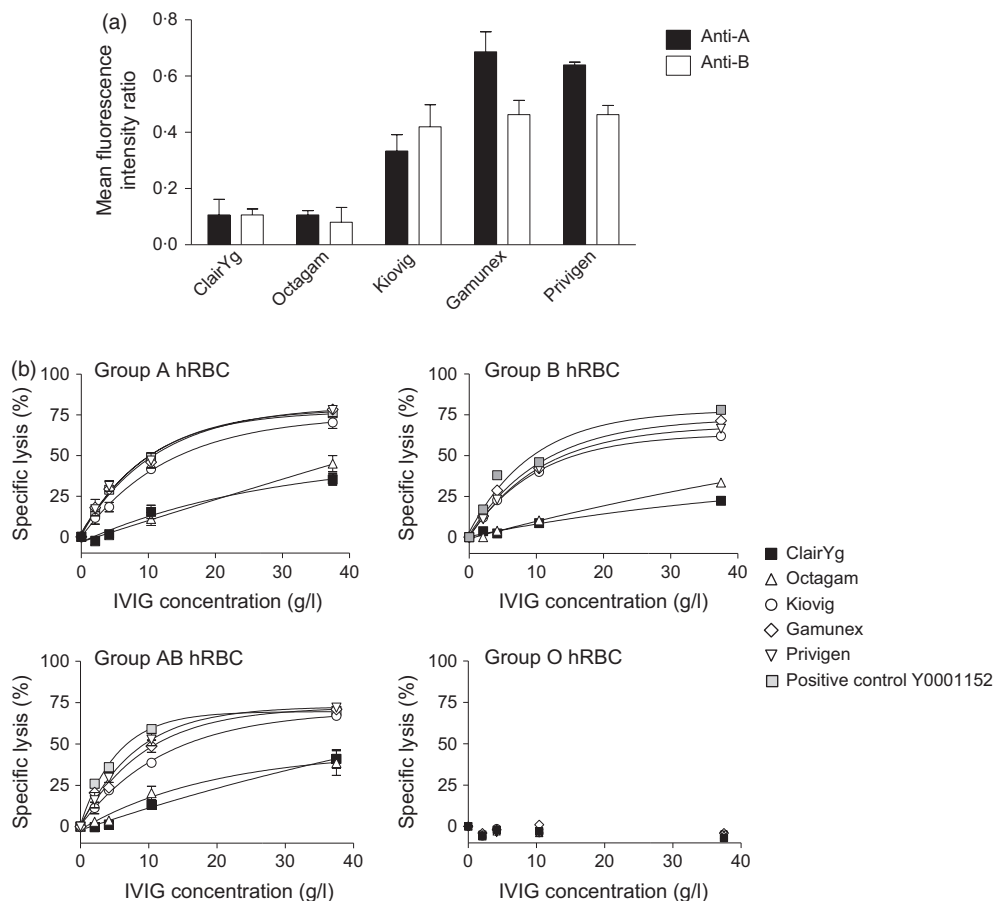 (a)
Mean fluorescence
intensity ratio
0·8
0·6
0·4
0·2
0·0
ClairYg
Octagam
Kiovig
Gamunex
Privigen
Anti-A
Anti-B
(b)
Group A hRBC
Specific lysis (%)
100
75
50
25
0
0
10
20
30
40
IVIG concentration (g/l)
Group B hRBC
Specific lysis (%)
100
75
50
25
0
0
10
20
30
40
IVIG concentration (g/l)
ClairYg
Octagam
Kiovig
Gamunex
Privigen
Positive control Y0001152
Group AB hRBC
Specific lysis (%)
100
75
50
25
0
0
10
20
30
40
IVIG concentration (g/l)
Group O hRBC
Specific lysis (%)
100
75
50
25
0
0
10
20
30
40
IVIG concentration (g/l)